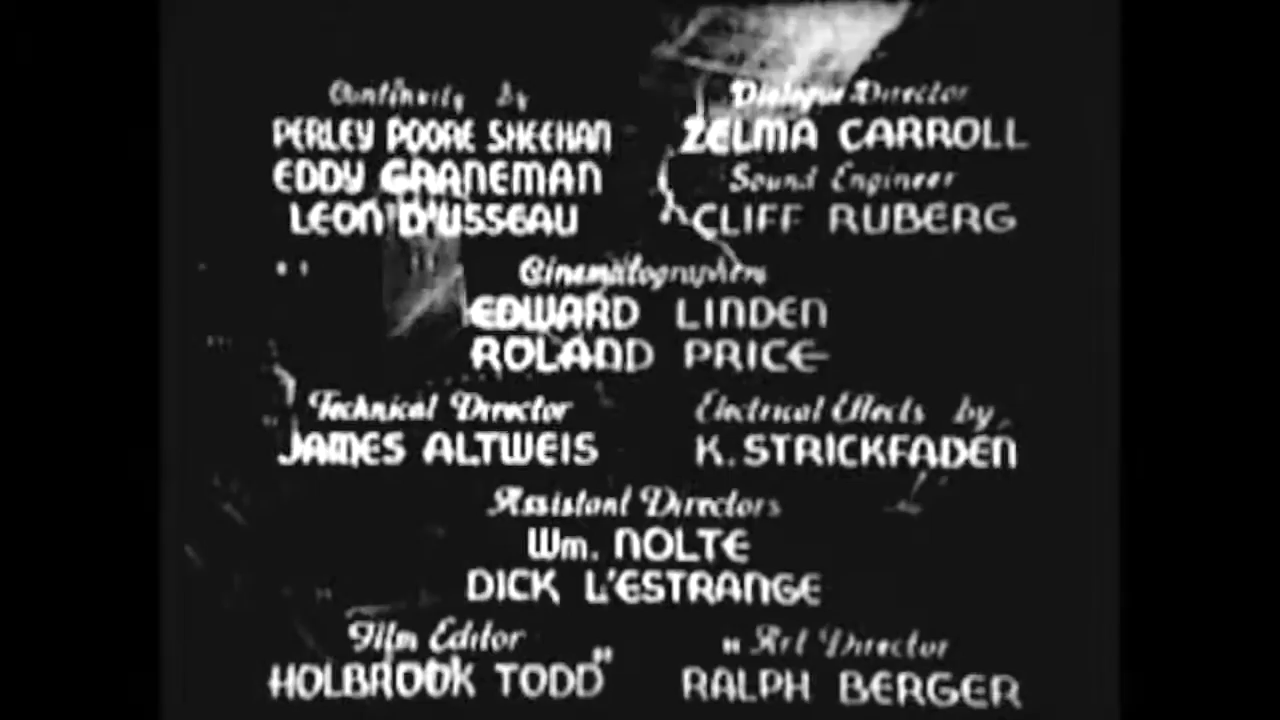 Continuity by
PERLEY POORE SHEEHAN
EDDY GRANEMAN
LEON D'USSEAU
Dialogue Director
ZELMA CARROLL
Sound Engineer
CLIFF RUBERG
Cinematographers
EDWARD LINDEN
ROLAND PRICE
Technical Director
JAMES ALTWEIS
Electrical Effects by
K. STRICKFADEN
Assistant Directors
Wm. NOLTE
DICK L'ESTRANGE
Film Editor
HOLBROOK TODD
Art Director
RALPH BERGER